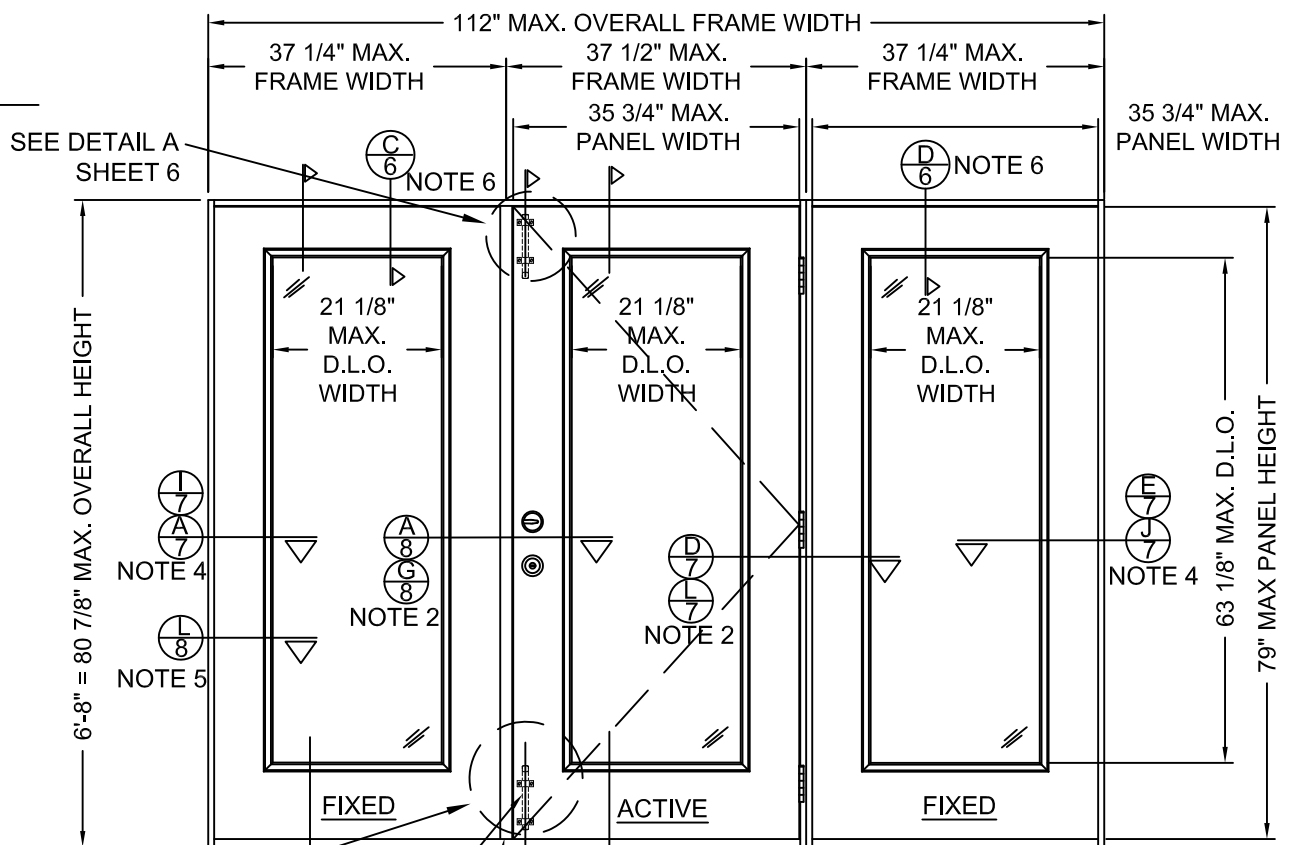 112" MAX. OVERALL FRAME WIDTH
37 1/4" MAX.
FRAME WIDTH
37 1/2" MAX.
FRAME WIDTH
37 1/4" MAX.
FRAME WIDTH
35 3/4" MAX.
PANEL WIDTH
35 3/4" MAX.
PANEL WIDTH
SEE DETAIL A
SHEET 6
C
6
NOTE 6
D
6
NOTE 6
21 1/8"
MAX.
D.L.O.
WIDTH
21 1/8"
MAX.
D.L.O.
WIDTH
21 1/8"
MAX.
D.L.O.
WIDTH
6'-8" = 80 7/8" MAX. OVERALL HEIGHT
63 1/8" MAX. D.L.O.
79" MAX PANEL HEIGHT
I
7
A
7
NOTE 4
L
8
NOTE 5
A
8
G
8
NOTE 2
D
7
L
7
NOTE 2
E
7
J
7
NOTE 4
FIXED
ACTIVE
FIXED